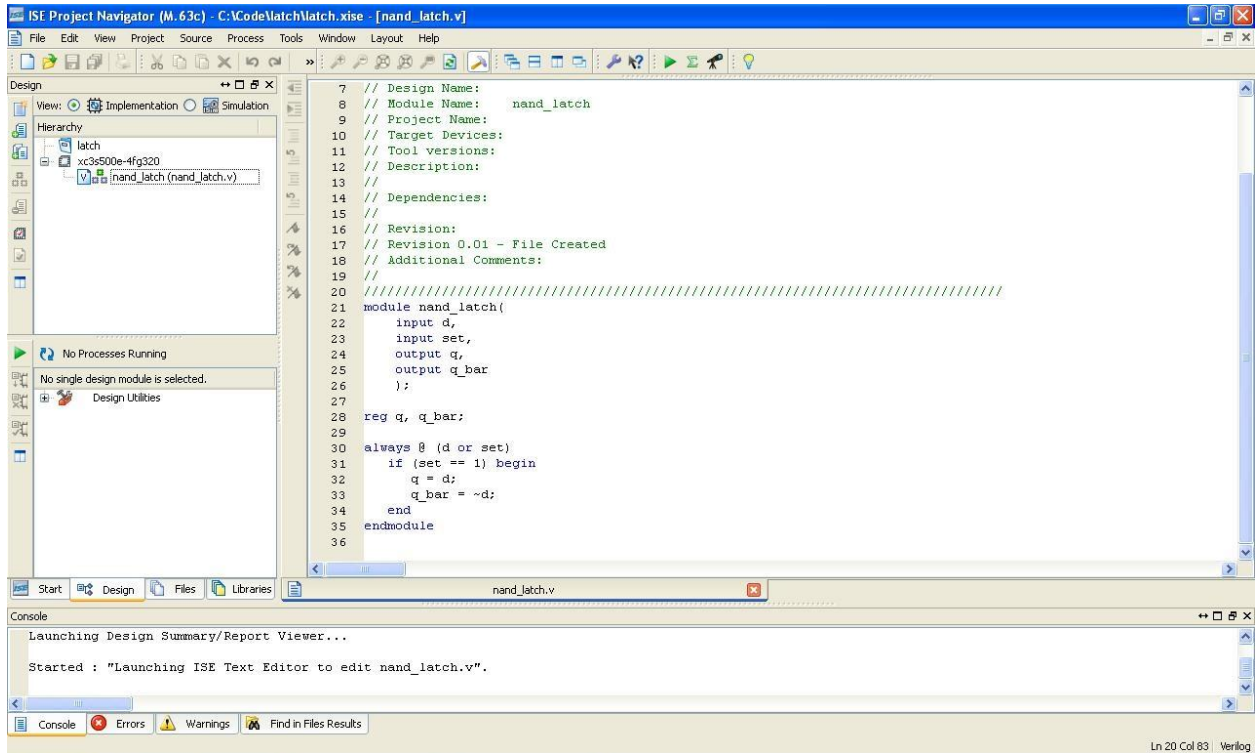 ISE Project Navigator (M.63c) - C:\Code\latch\latch.xise - [nand_latch.v]
File Edit View Project Source Process Tools Window Layout Help
Design
View: Implementation Simulation
Hierarchy
latch
xc3s500e-4fg320
nand_latch (nand_latch.v)
No Processes Running
No single design module is selected.
Design Utilities
Start Design Files Libraries
7 // Design Name:
8 // Module Name: nand_latch
9 // Project Name:
10 // Target Devices:
11 // Tool versions:
12 // Description:
13 //
14 // Dependencies:
15 //
16 // Revision:
17 // Revision 0.01 - File Created
18 // Additional Comments:
19 //
20 //////////////////////////////////////////////////////////////////////////////////
21 module nand_latch(
22 input d,
23 input set,
24 output q,
25 output q_bar
26 );
27
28 reg q, q_bar;
29
30 always @ (d or set)
31 if (set == 1) begin
32 q = d;
33 q_bar = ~d;
34 end
35 endmodule
36
nand_latch.v
Console
Launching Design Summary/Report Viewer...
Started : "Launching ISE Text Editor to edit nand_latch.v".
Console Errors Warnings Find in Files Results
Ln 20 Col 83 Verilog